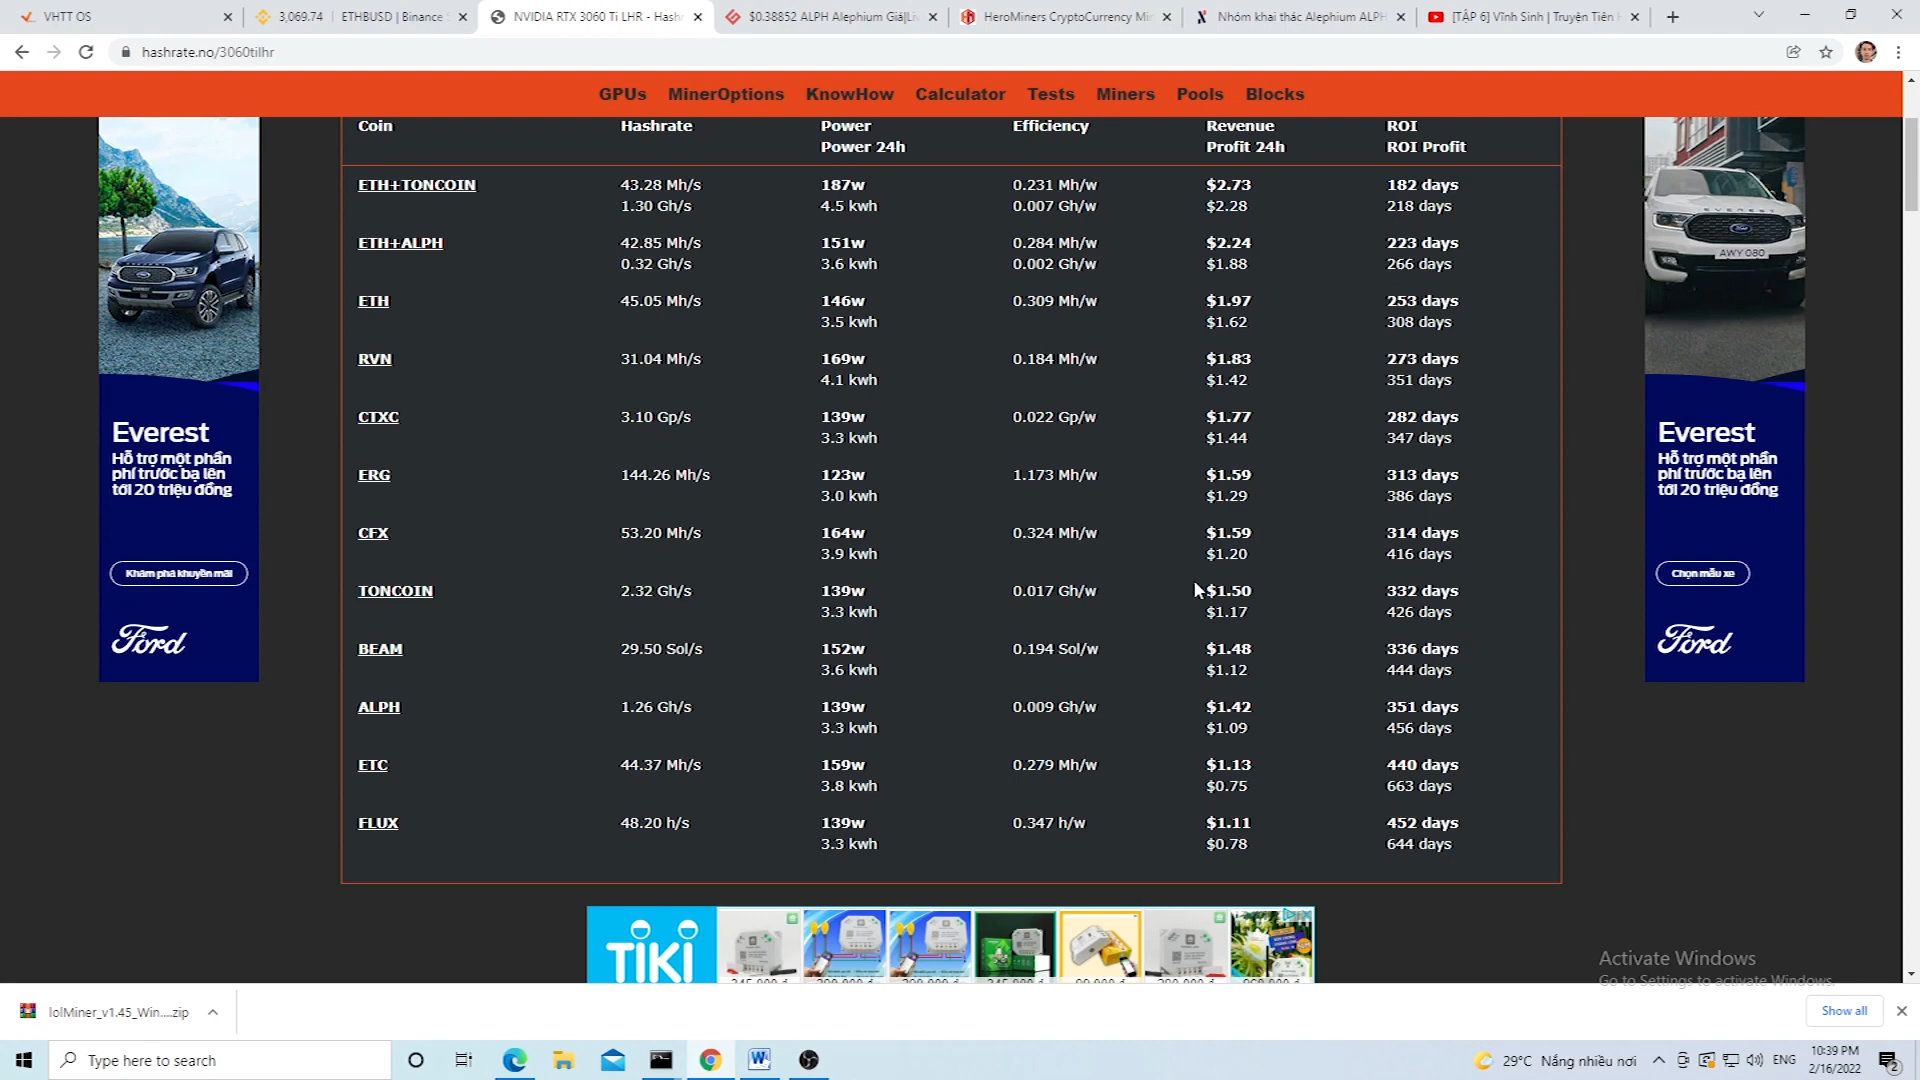 VHTT OS
3,069.74 | ETHBUSD | Binance
NVIDIA RTX 3060 Ti LHR - Hashr
$0.38852 ALPH Alephium Giá|Li
HeroMiners CryptoCurrency Min
Nhóm khai thác Alephium ALPH
[TẬP 6] Vĩnh Sinh | Truyện Tiên
hashrate.no/3060tilhr
GPUs MinerOptions KnowHow Calculator Tests Miners Pools Blocks
Coin Hashrate Power Efficiency Revenue ROI
Power 24h Profit 24h ROI Profit
ETH+TONCOIN 43.28 Mh/s 187w 0.231 Mh/w $2.73 182 days
1.30 Gh/s 4.5 kwh 0.007 Gh/w $2.28 218 days
ETH+ALPH 42.85 Mh/s 151w 0.284 Mh/w $2.24 223 days
0.32 Gh/s 3.6 kwh 0.002 Gh/w $1.88 266 days
ETH 45.05 Mh/s 146w 0.309 Mh/w $1.97 253 days
3.5 kwh $1.62 308 days
RVN 31.04 Mh/s 169w 0.184 Mh/w $1.83 273 days
4.1 kwh $1.42 351 days
CTXC 3.10 Gp/s 139w 0.022 Gp/w $1.77 282 days
3.3 kwh $1.44 347 days
ERG 144.26 Mh/s 123w 1.173 Mh/w $1.59 313 days
3.0 kwh $1.29 386 days
CFX 53.20 Mh/s 164w 0.324 Mh/w $1.59 314 days
3.9 kwh $1.20 416 days
TONCOIN 2.32 Gh/s 139w 0.017 Gh/w $1.50 332 days
3.3 kwh $1.17 426 days
BEAM 29.50 Sol/s 152w 0.194 Sol/w $1.48 336 days
3.6 kwh $1.12 444 days
ALPH 1.26 Gh/s 139w 0.009 Gh/w $1.42 351 days
3.3 kwh $1.09 456 days
ETC 44.37 Mh/s 159w 0.279 Mh/w $1.13 440 days
3.8 kwh $0.75 663 days
FLUX 48.20 h/s 139w 0.347 h/w $1.11 452 days
3.3 kwh $0.78 644 days
Everest
Hỗ trợ một phần
phí trước bạ lên
tới 20 triệu đồng
Khám phá khuyến mãi
Ford
EVEREST
AWY 080
Everest
Hỗ trợ một phần
phí trước bạ lên
tới 20 triệu đồng
Chọn mẫu xe
Ford
TIKI
Activate Windows
Go to Settings to activate Windows.
lolMiner_v1.45_Win....zip
Show all
Type here to search
29°C Nắng nhiều nơi
ENG
10:39 PM
2/16/2022
2